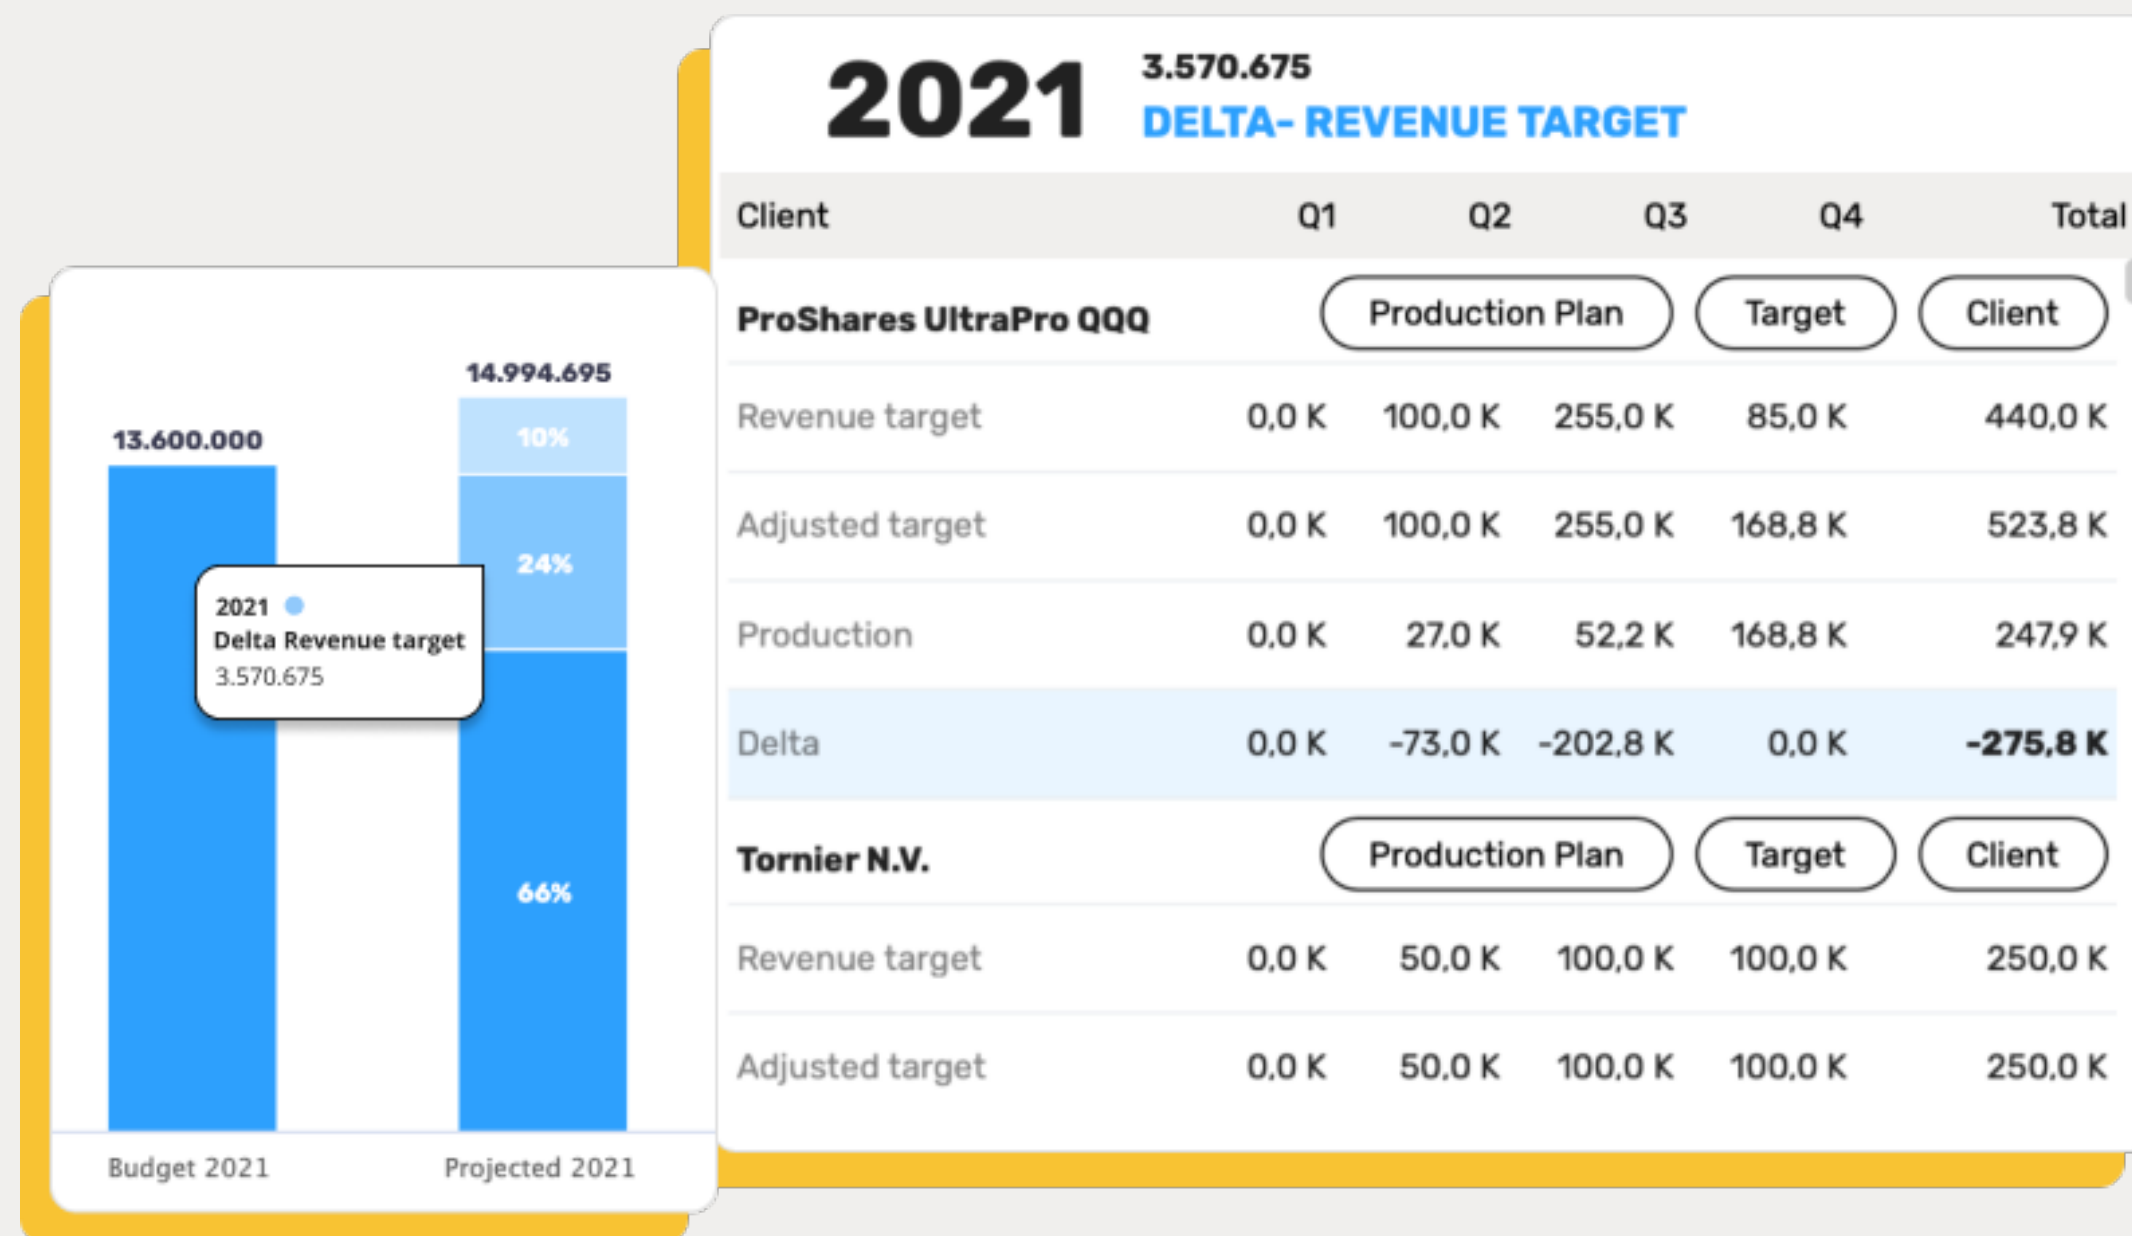 2021
3.570.675
DELTA- REVENUE TARGET
Client Q1 Q2 Q3 Q4 Total
ProShares UltraPro QQQ Production Plan Target Client
Revenue target 0,0 K 100,0 K 255,0 K 85,0 K 440,0 K
Adjusted target 0,0 K 100,0 K 255,0 K 168,8 K 523,8 K
Production 0,0 K 27,0 K 52,2 K 168,8 K 247,9 K
Delta 0,0 K -73,0 K -202,8 K 0,0 K -275,8 K
Tornier N.V. Production Plan Target Client
Revenue target 0,0 K 50,0 K 100,0 K 100,0 K 250,0 K
Adjusted target 0,0 K 50,0 K 100,0 K 100,0 K 250,0 K
14.994.695
13.600.000
10%
24%
2021
Delta Revenue target
3.570.675
66%
Budget 2021 Projected 2021